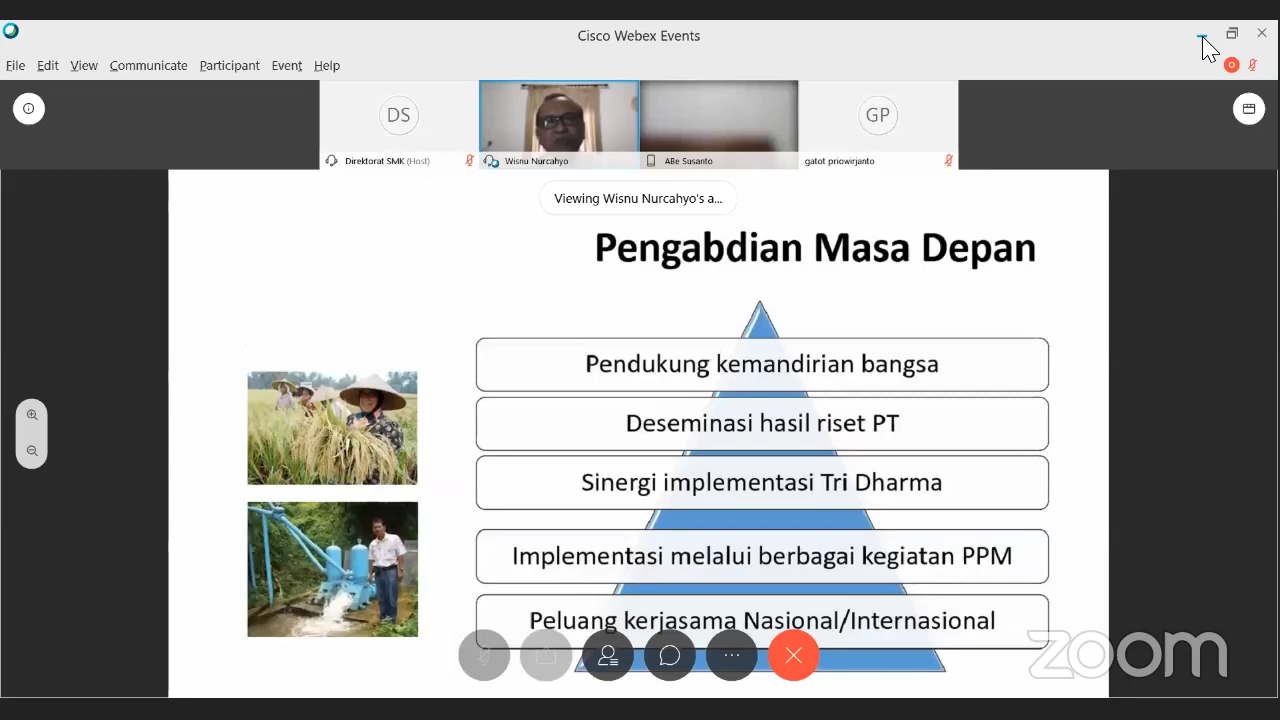 Cisco Webex Events
File Edit View Communicate Participant Event Help
DS
GP
Direktorat SMK (Host)
Wisnu Nurcahyo
ABe Susanto
gatot priowirjanto
Viewing Wisnu Nurcahyo's a...
Pengabdian Masa Depan
Pendukung kemandirian bangsa
Deseminasi hasil riset PT
Sinergi implementasi Tri Dharma
Implementasi melalui berbagai kegiatan PPM
Peluang kerjasama Nasional/Internasional
zoom